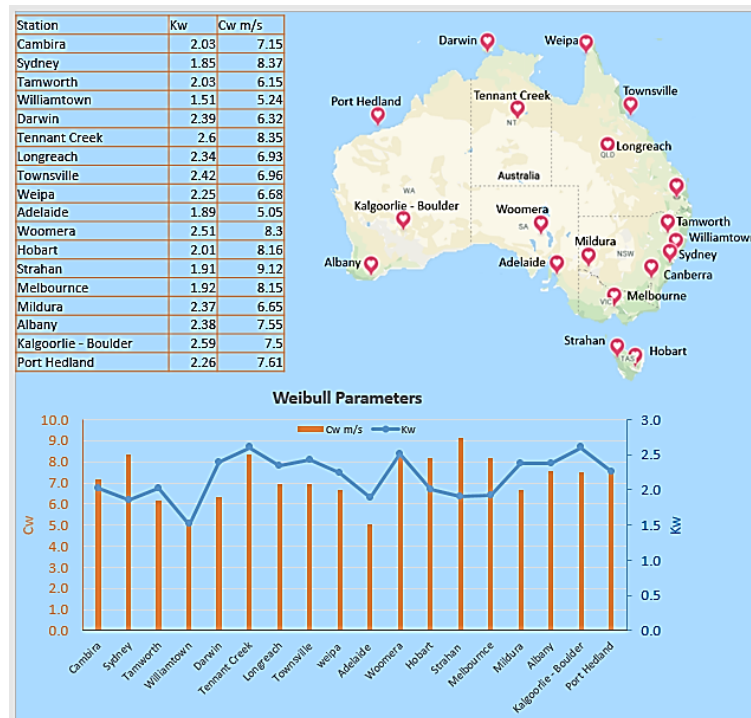 Station Kw Cw m/s
Cambira 2.03 7.15
Sydney 1.85 8.37
Tamworth 2.03 6.15
Williamtown 1.51 5.24
Darwin 2.39 6.32
Tennant Creek 2.6 8.35
Longreach 2.34 6.93
Townsville 2.42 6.96
Weipa 2.25 6.68
Adelaide 1.89 5.05
Woomera 2.51 8.3
Hobart 2.01 8.16
Strahan 1.91 9.12
Melbournce 1.92 8.15
Mildura 2.37 6.65
Albany 2.38 7.55
Kalgoorlie - Boulder 2.59 7.5
Port Hedland 2.26 7.61
Darwin
Weipa
Port Hedland
Tennant Creek
NT
Townsville
Longreach
QLD
Australia
WA
Kalgoorlie - Boulder
Woomera
SA
Tamworth
Williamtown
Mildura
NSW
Sydney
Albany
Adelaide
Canberra
VIC
Melbourne
Strahan
TAS
Hobart
Weibull Parameters
Cw m/s Kw
10.0
9.0
8.0
7.0
6.0
5.0
4.0
3.0
2.0
1.0
0.0
Cw
3.0
2.5
2.0
1.5
1.0
0.5
0.0
Kw
Cambira
Sydney
Tamworth
Williamtown
Darwin
Tennant Creek
Longreach
Townsville
weipa
Adelaide
Woomera
Hobart
Strahan
Melbournce
Mildura
Albany
Kalgoorlie - Boulder
Port Hedland